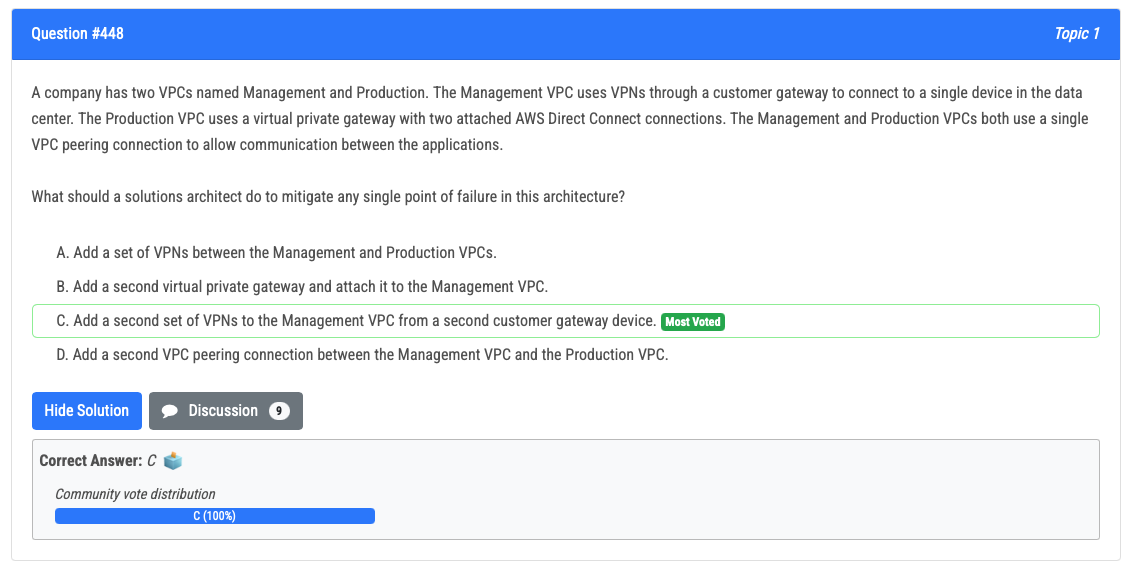 Question #448
Topic 1
A company has two VPCs named Management and Production. The Management VPC uses VPNs through a customer gateway to connect to a single device in the data
center. The Production VPC uses a virtual private gateway with two attached AWS Direct Connect connections. The Management and Production VPCs both use a single
VPC peering connection to allow communication between the applications.
What should a solutions architect do to mitigate any single point of failure in this architecture?
A. Add a set of VPNs between the Management and Production VPCs.
B. Add a second virtual private gateway and attach it to the Management VPC.
C. Add a second set of VPNs to the Management VPC from a second customer gateway device. Most Voted
D. Add a second VPC peering connection between the Management VPC and the Production VPC.
Hide Solution
Discussion 9
Correct Answer: C
Community vote distribution
C (100%)